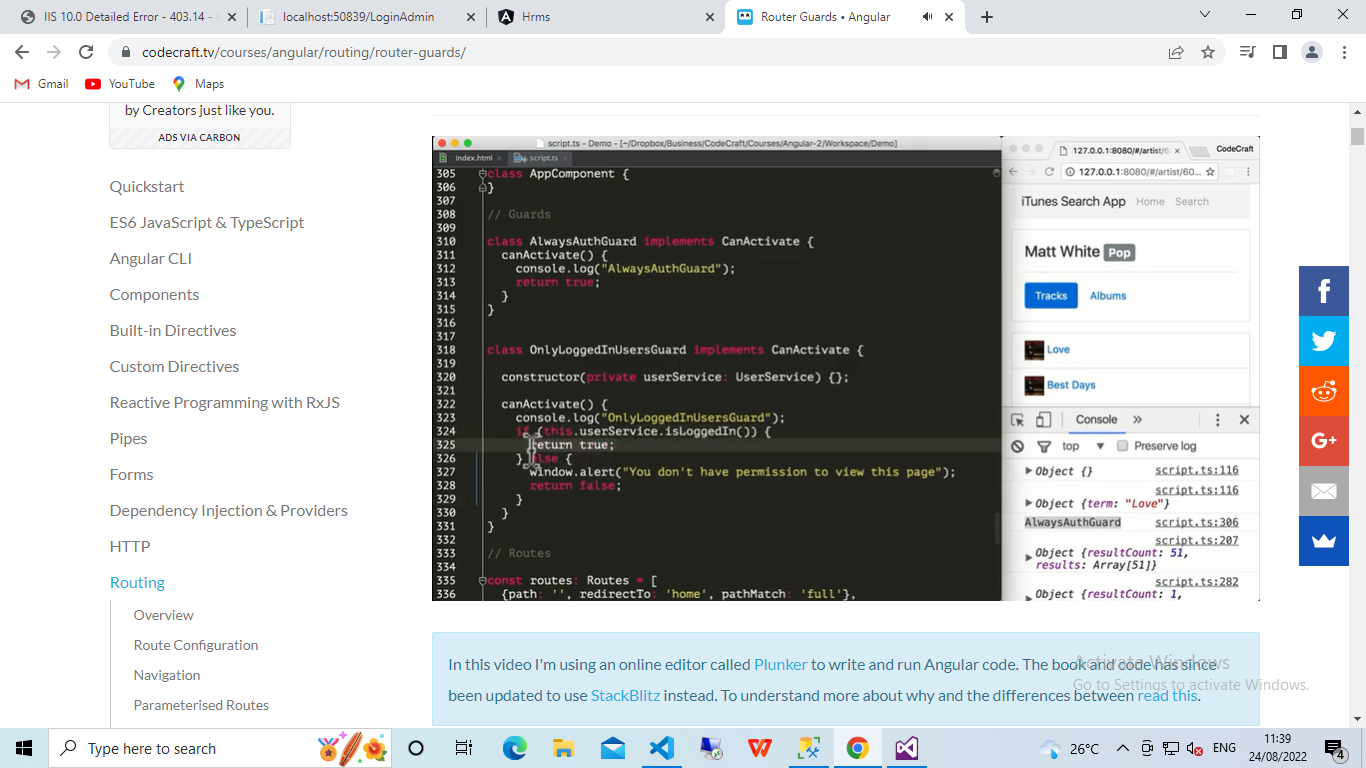 IIS 10.0 Detailed Error - 403.14 -
localhost:50839/LoginAdmin
Hrms
Router Guards • Angular
codecraft.tv/courses/angular/routing/router-guards/
Gmail
YouTube
Maps
by Creators just like you.
ADS VIA CARBON
Quickstart
ES6 JavaScript & TypeScript
Angular CLI
Components
Built-in Directives
Custom Directives
Reactive Programming with RxJS
Pipes
Forms
Dependency Injection & Providers
HTTP
Routing
Overview
Route Configuration
Navigation
Parameterised Routes
script.ts - Demo - [~/Dropbox/Business/CodeCraft/Courses/Angular-2/Workspace/Demo]
index.html
script.ts
305 class AppComponent {
306 }
307
308 // Guards
309
310 class AlwaysAuthGuard implements CanActivate {
311 canActivate() {
312 console.log("AlwaysAuthGuard");
313 return true;
314 }
315 }
316
317
318 class OnlyLoggedInUsersGuard implements CanActivate {
319
320 constructor(private userService: UserService) {};
321
322 canActivate() {
323 console.log("OnlyLoggedInUsersGuard");
324 if (this.userService.isLoggedIn()) {
325 return true;
326 } else {
327 window.alert("You don't have permission to view this page");
328 return false;
329 }
330 }
331 }
332
333 // Routes
334
335 const routes: Routes = [
336 {path: '', redirectTo: 'home', pathMatch: 'full'},
127.0.0.1:8080/#/artist/6
CodeCraft
127.0.0.1:8080/#/artist/60...
iTunes Search App Home Search
Matt White Pop
Tracks Albums
Love
Best Days
Console »
top Preserve log
Object {} script.ts:116
script.ts:116
Object {term: "Love"}
AlwaysAuthGuard script.ts:306
script.ts:207
Object {resultCount: 51,
results: Array[51]}
script.ts:282
Object {resultCount: 1,
In this video I'm using an online editor called Plunker to write and run Angular code. The book and code has since
been updated to use StackBlitz instead. To understand more about why and the differences between read this.
Activate Windows
Go to Settings to activate Windows.
f
G+
Type here to search
26°C
ENG
11:39
24/08/2022
4